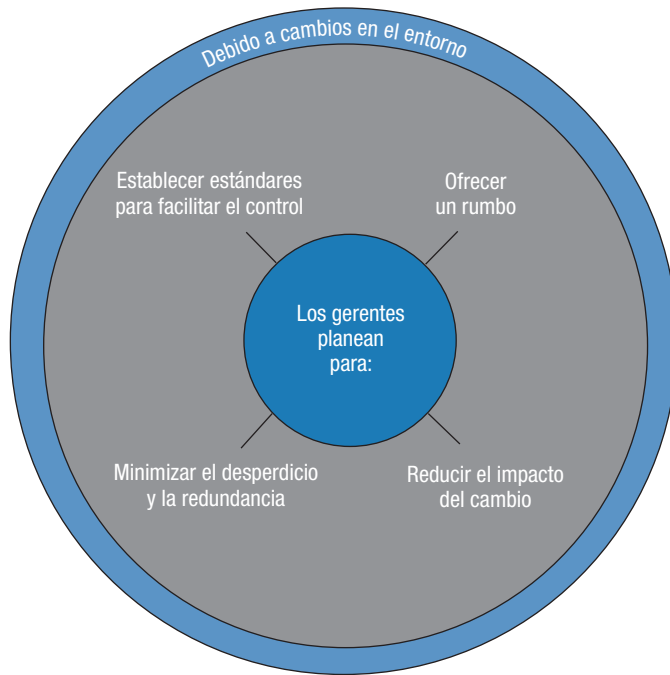 Debido a cambios en el entorno
Establecer estándares
para facilitar el control
Ofrecer
un rumbo
Los gerentes
planean
para:
Minimizar el desperdicio
y la redundancia
Reducir el impacto
del cambio